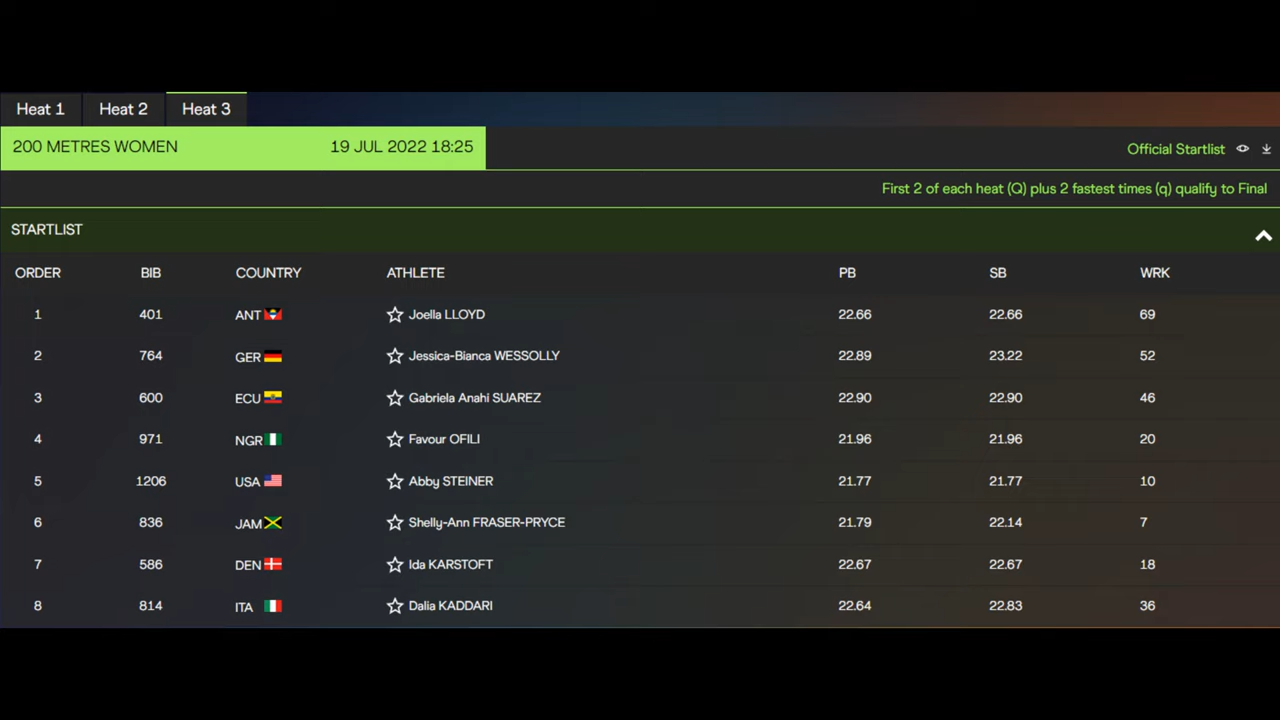 Heat 1 Heat 2 Heat 3
200 METRES WOMEN 19 JUL 2022 18:25 Official Startlist
First 2 of each heat (Q) plus 2 fastest times (q) qualify to Final
STARTLIST
ORDER BIB COUNTRY ATHLETE PB SB WRK
1 401 ANT Joella LLOYD 22.66 22.66 69
2 764 GER Jessica-Bianca WESSOLLY 22.89 23.22 52
3 600 ECU Gabriela Anahi SUAREZ 22.90 22.90 46
4 971 NGR Favour OFILI 21.96 21.96 20
5 1206 USA Abby STEINER 21.77 21.77 10
6 836 JAM Shelly-Ann FRASER-PRYCE 21.79 22.14 7
7 586 DEN Ida KARSTOFT 22.67 22.67 18
8 814 ITA Dalia KADDARI 22.64 22.83 36